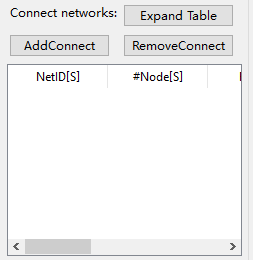 Connect networks: Expand Table
AddConnect RemoveConnect
NetID[S] #Node[S]